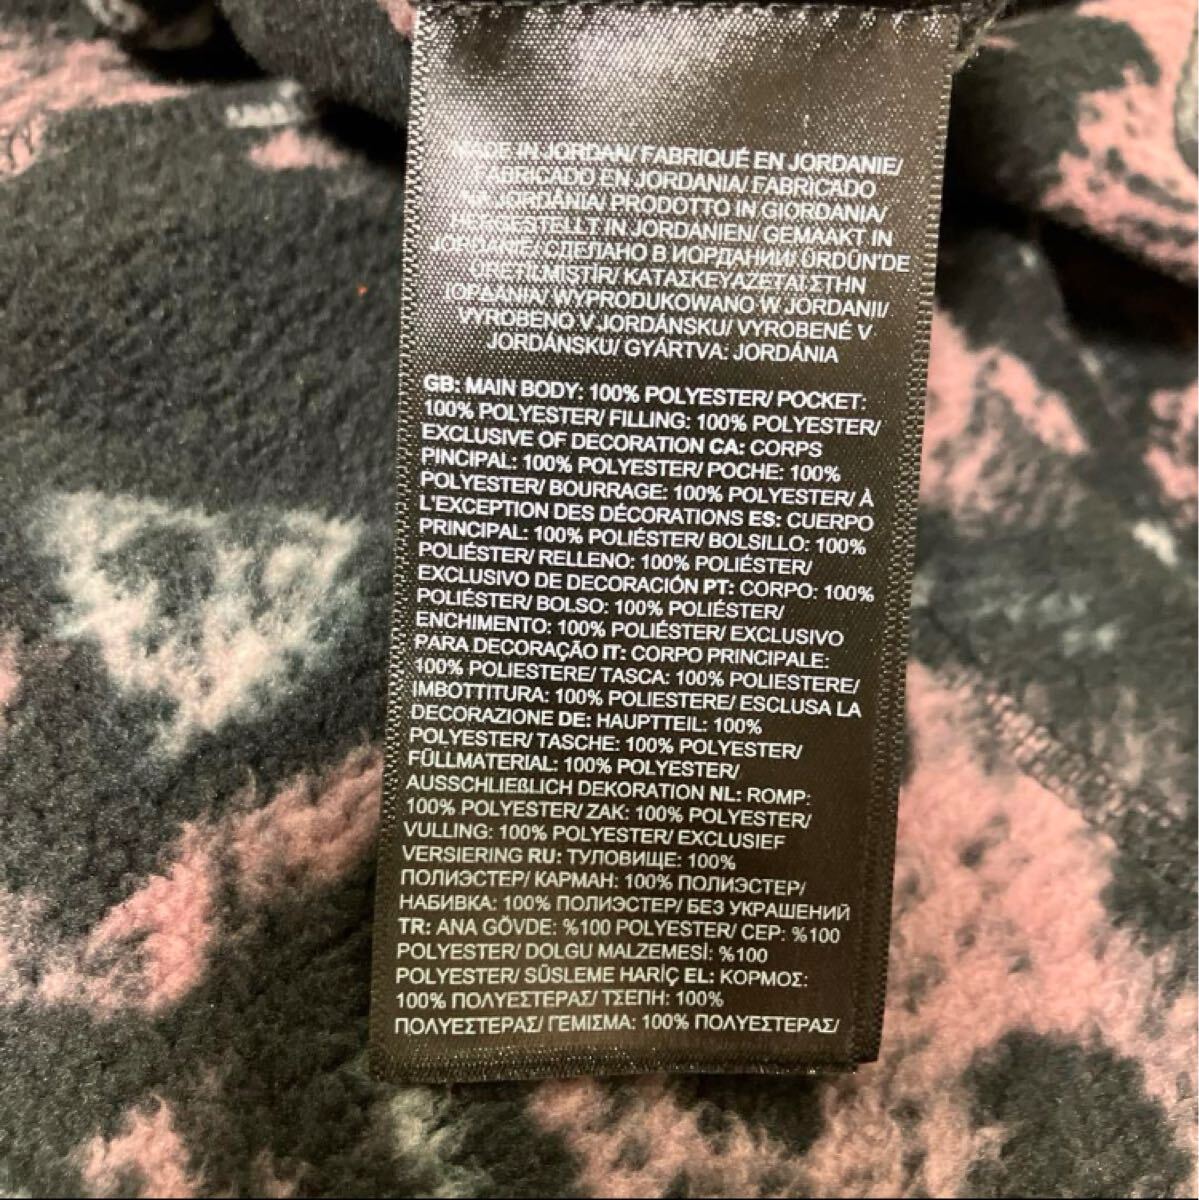 MADE IN JORDAN/ FABRIQUÉ EN JORDANIE/
FABRICADO EN JORDANIA/ FABRICADO
NA JORDÂNIA/ PRODOTTO IN GIORDANIA/
HERGESTELLT IN JORDANIEN/ GEMAAKT IN
JORDANIE/ СДЕЛАНО В ИОРДАНИИ/ ÜRDÜN'DE
ÜRETİLMİSTİR/ ΚΑΤΑΣΚΕΥΑΖΕΤΑΙ ΣΤΗΝ
ΙΟΡΔΑΝΙΑ/ WYPRODUKOWANO W JORDANII/
VYROBENO V JORDÁNSKU/ VYROBENÉ V
JORDÁNSKU/ GYÁRTVA: JORDÁNIA
GB: MAIN BODY: 100% POLYESTER/ POCKET:
100% POLYESTER/ FILLING: 100% POLYESTER/
EXCLUSIVE OF DECORATION CA: CORPS
PINCIPAL: 100% POLYESTER/ POCHE: 100%
POLYESTER/ BOURRAGE: 100% POLYESTER/ À
L'EXCEPTION DES DÉCORATIONS ES: CUERPO
PRINCIPAL: 100% POLIÉSTER/ BOLSILLO: 100%
POLIÉSTER/ RELLENO: 100% POLIÉSTER/
EXCLUSIVO DE DECORACIÓN PT: CORPO: 100%
POLIÉSTER/ BOLSO: 100% POLIÉSTER/
ENCHIMENTO: 100% POLIÉSTER/ EXCLUSIVO
PARA DECORAÇÃO IT: CORPO PRINCIPALE:
100% POLIESTERE/ TASCA: 100% POLIESTERE/
IMBOTTITURA: 100% POLIESTERE/ ESCLUSA LA
DECORAZIONE DE: HAUPTTEIL: 100%
POLYESTER/ TASCHE: 100% POLYESTER/
FÜLLMATERIAL: 100% POLYESTER/
AUSSCHLIEßLICH DEKORATION NL: ROMP:
100% POLYESTER/ ZAK: 100% POLYESTER/
VULLING: 100% POLYESTER/ EXCLUSIEF
VERSIERING RU: ТУЛОВИЩЕ: 100%
ПОЛИЭСТЕР/ КАРМАН: 100% ПОЛИЭСТЕР/
НАБИВКА: 100% ПОЛИЭСТЕР/ БЕЗ УКРАШЕНИЙ
TR: ANA GÖVDE: %100 POLYESTER/ CEP: %100
POLYESTER/ DOLGU MALZEMESİ: %100
POLYESTER/ SÜSLEME HARİÇ EL: ΚΟΡΜΟΣ:
100% ΠΟΛΥΕΣΤΕΡΑΣ/ ΤΣΕΠΗ: 100%
ΠΟΛΥΕΣΤΕΡΑΣ/ ΓΕΜΙΣΜΑ: 100% ΠΟΛΥΕΣΤΕΡΑΣ/